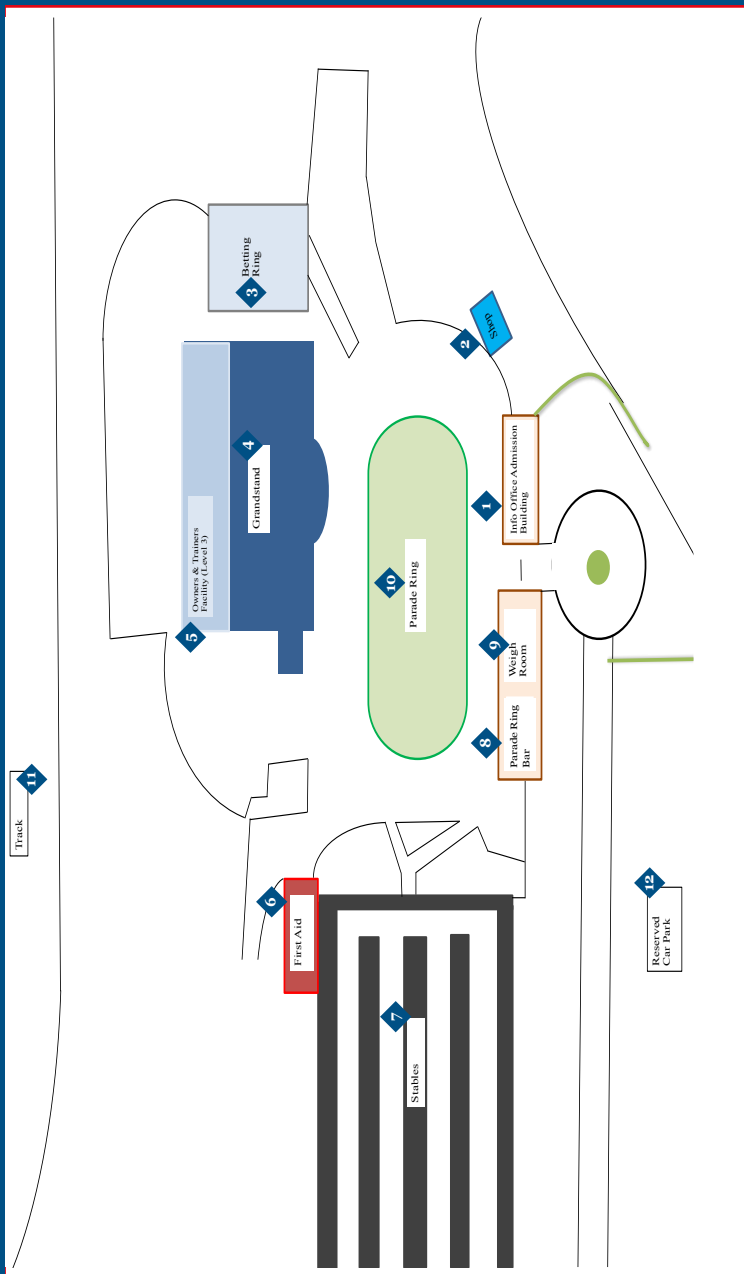 Track
11
Owners & Trainers
Facility (Level 3)
5
Grandstand
4
Betting
Ring
3
First Aid
6
Stables
7
Parade Ring
10
Shop
2
Parade Ring
Bar
8
Weigh
Room
9
Info Office Admission
Building
1
Reserved
Car Park
12